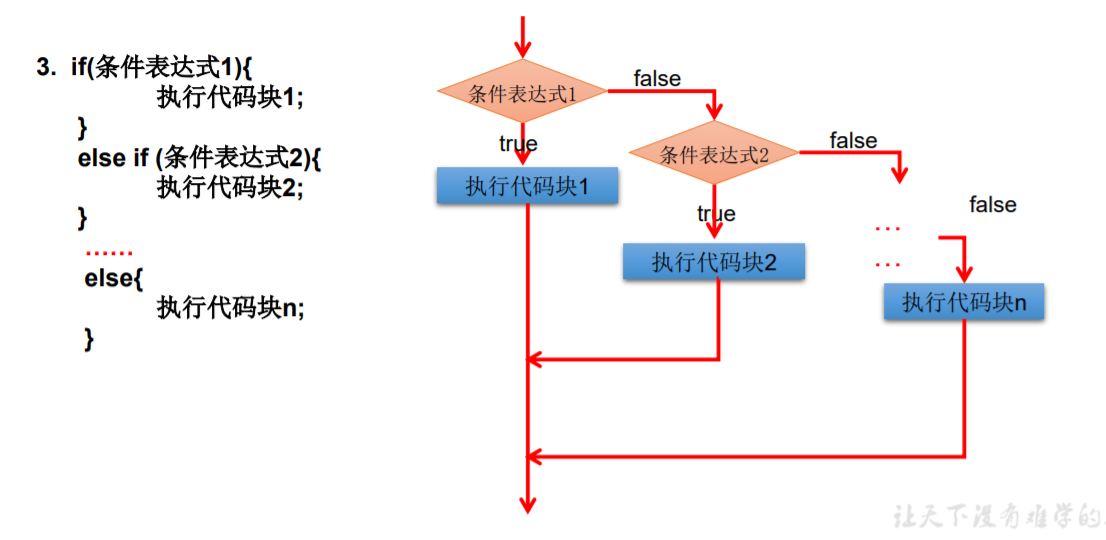 3. if(条件表达式1){
执行代码块1;
}
else if (条件表达式2){
执行代码块2;
}
……
else{
执行代码块n;
}
条件表达式1
false
true
执行代码块1
条件表达式2
false
true
执行代码块2
…
…
false
执行代码块n
让天下没有难学的